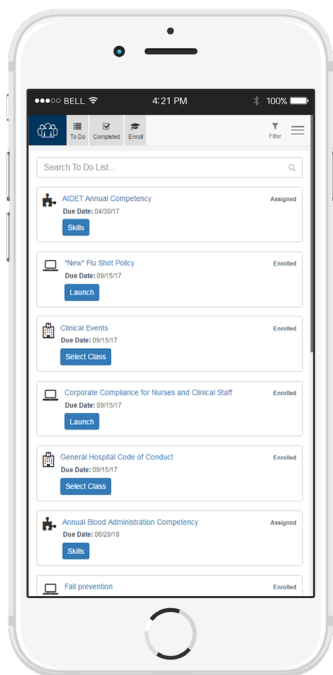 BELL 4:21 PM 100%
To Do Completed Enroll Filter
Search To Do List...
AIDET Annual Competency Assigned
Due Date: 04/30/17
Skills
"New" Flu Shot Policy Enrolled
Due Date: 09/15/17
Launch
Clinical Events Enrolled
Due Date: 09/15/17
Select Class
Corporate Compliance for Nurses and Clinical Staff Enrolled
Due Date: 09/15/17
Launch
General Hospital Code of Conduct Enrolled
Due Date: 09/15/17
Select Class
Annual Blood Administration Competency Assigned
Due Date: 06/29/18
Skills
Fall prevention Enrolled